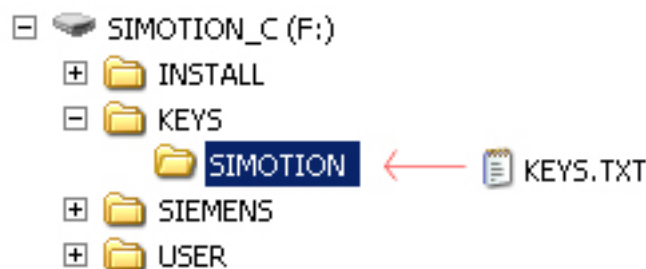 SIMOTION_C (F:)
INSTALL
KEYS
SIMOTION KEYS.TXT
SIEMENS
USER